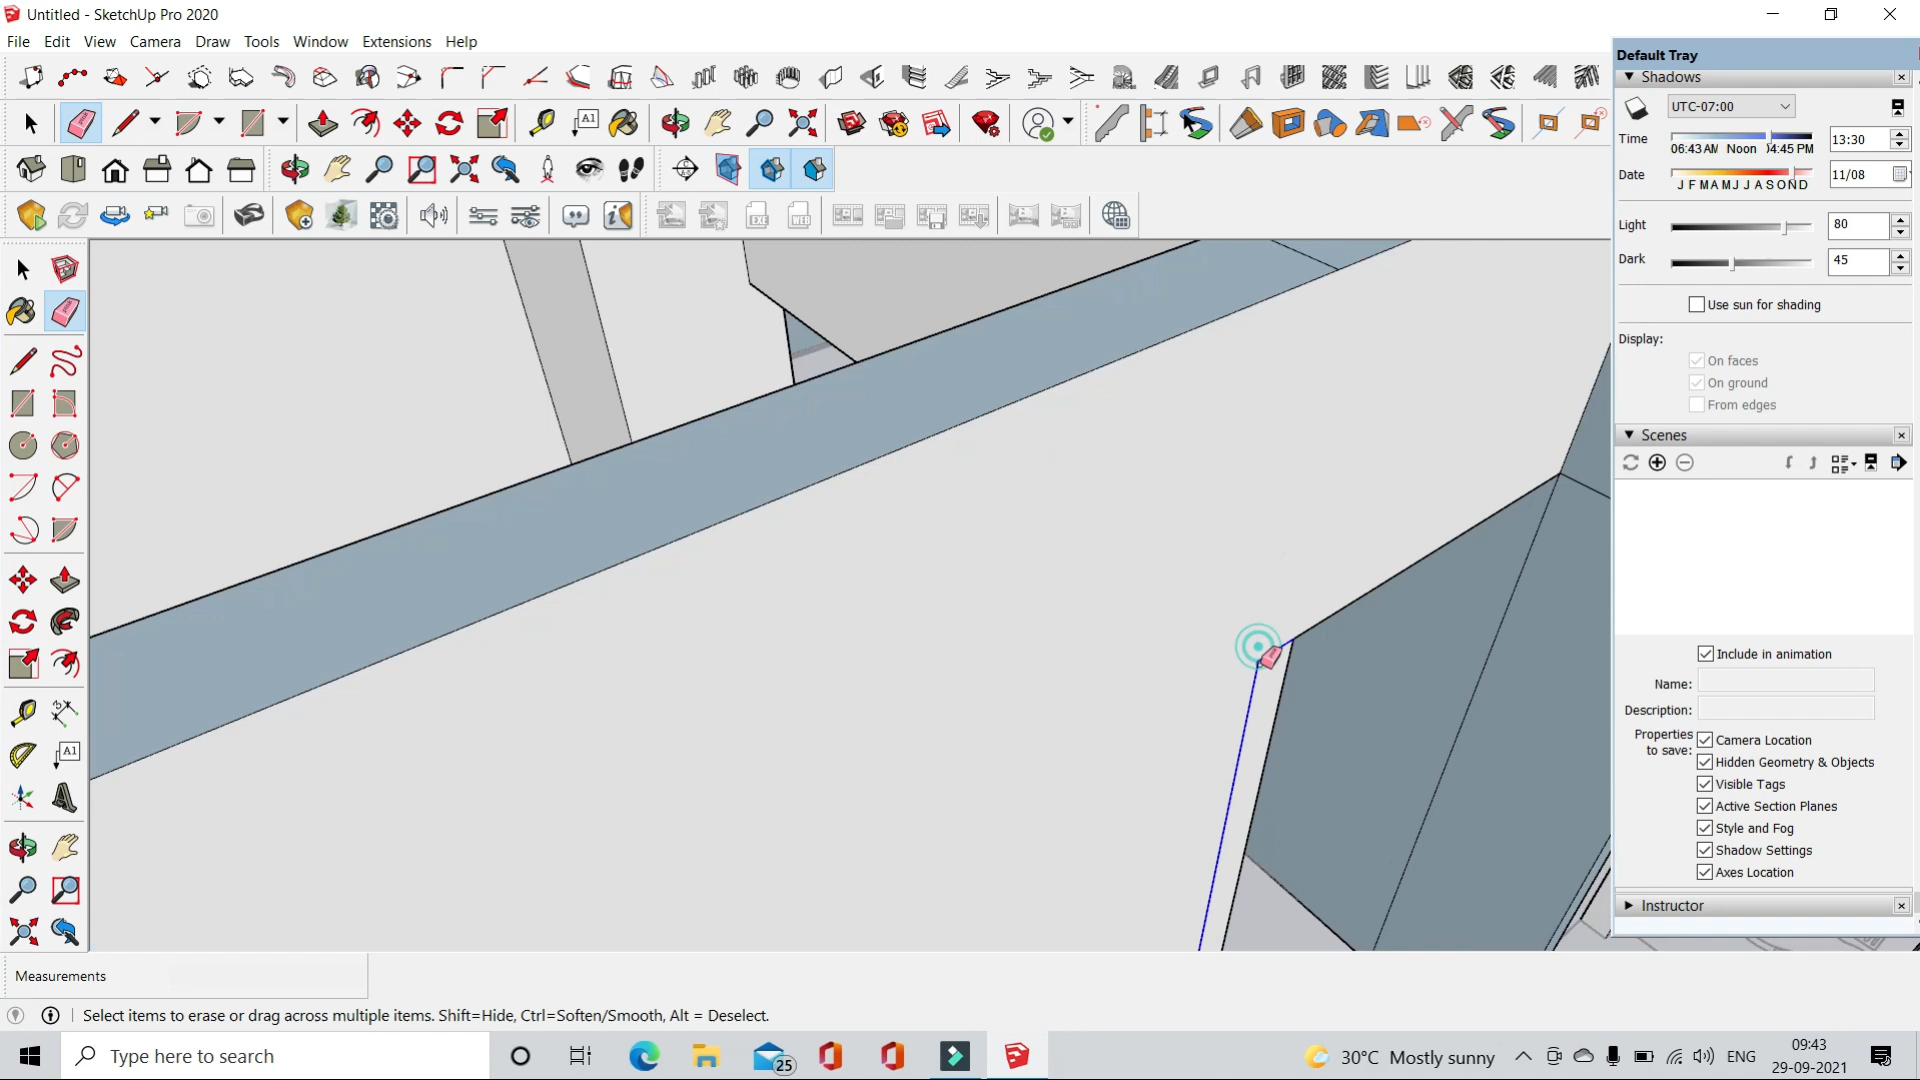 Untitled - SketchUp Pro 2020
File Edit View Camera Draw Tools Window Extensions Help
Default Tray
Shadows
UTC-07:00
Time
13:30
06:43 AM Noon 04:45 PM
Date
11/08
J F M A M J J A S O N D
Light
80
Dark
45
Use sun for shading
Display:
On faces
On ground
From edges
Scenes
Include in animation
Name:
Description:
Properties to save:
Camera Location
Hidden Geometry & Objects
Visible Tags
Active Section Planes
Style and Fog
Shadow Settings
Axes Location
Instructor
Measurements
Select items to erase or drag across multiple items. Shift=Hide, Ctrl=Soften/Smooth, Alt = Deselect.
Type here to search
25
30°C Mostly sunny
ENG
09:43
29-09-2021